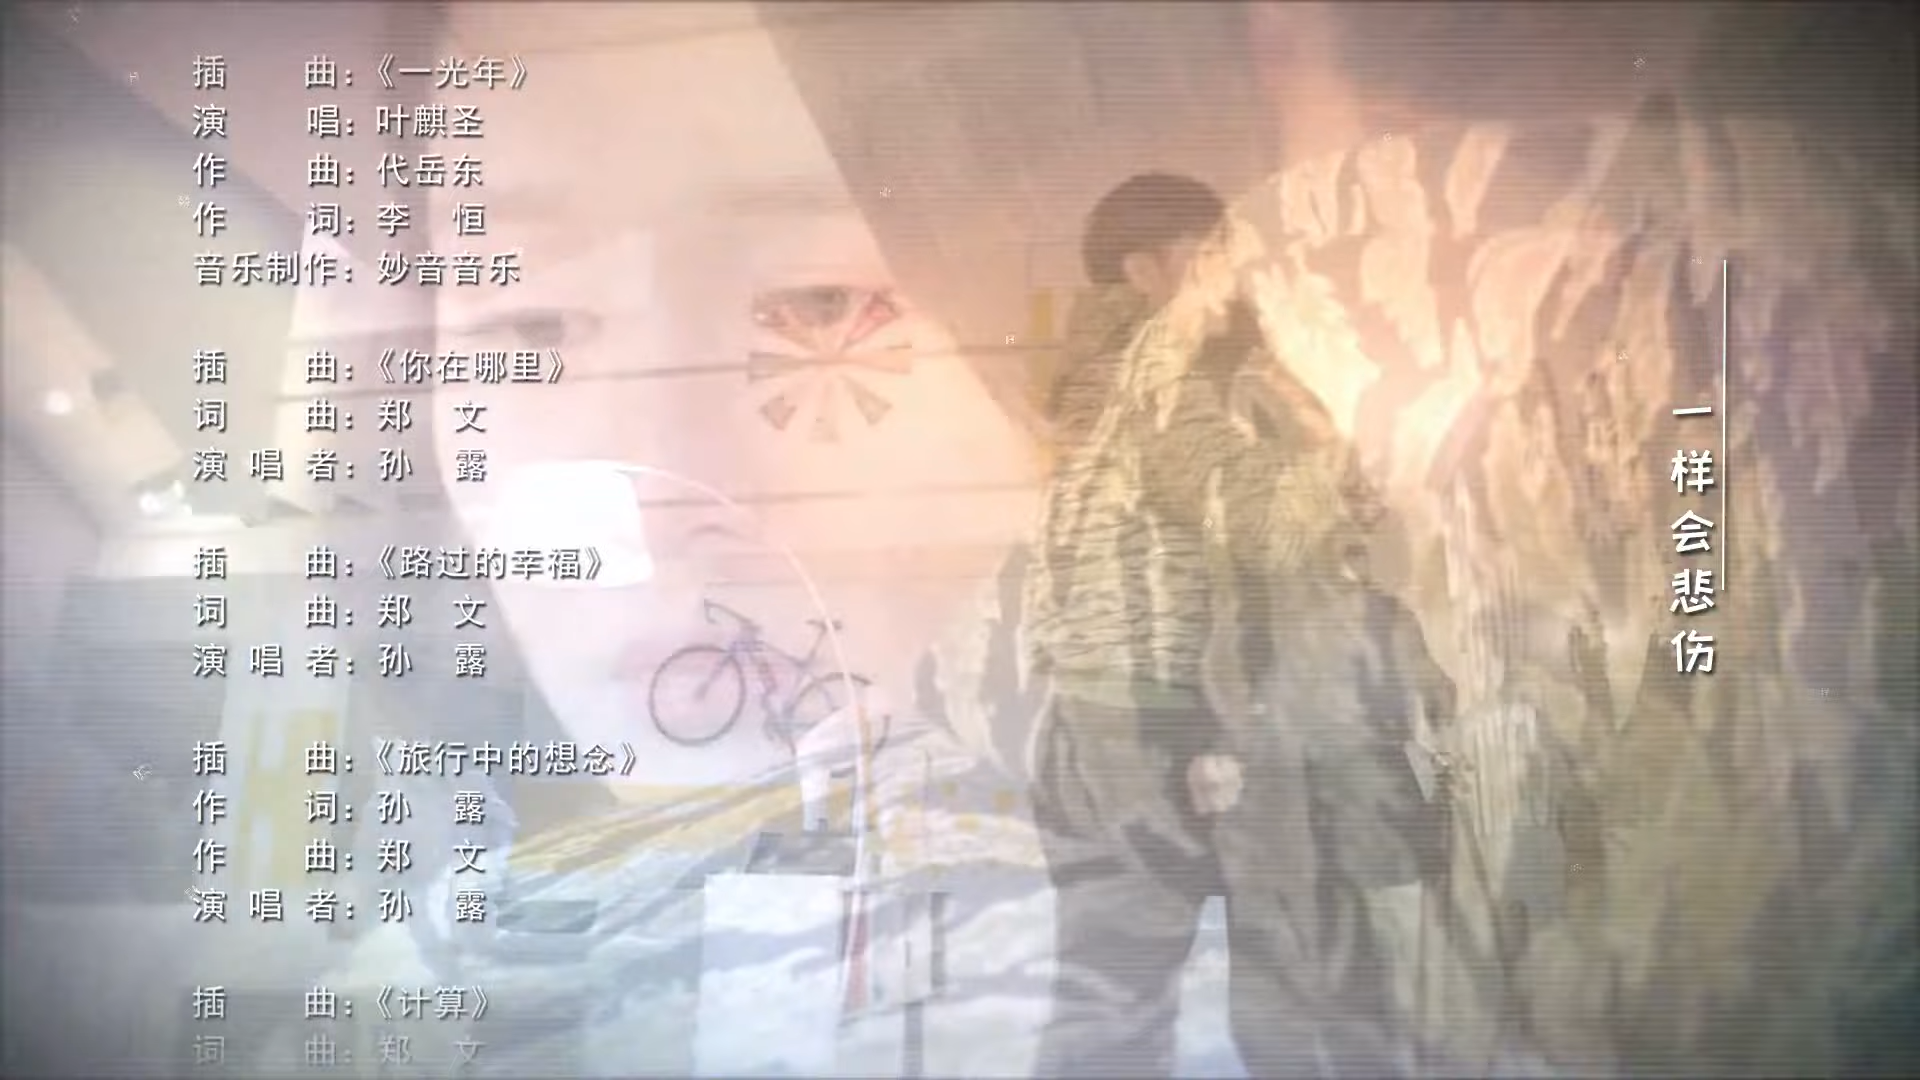 插 曲：《一光年》
演 唱：叶麒圣
作 曲：代岳东
作 词：李 恒
音乐制作：妙音音乐
插 曲：《你在哪里》
词 曲：郑 文
演 唱 者：孙 露
插 曲：《路过的幸福》
词 曲：郑 文
演 唱 者：孙 露
插 曲：《旅行中的想念》
作 词：孙 露
作 曲：郑 文
演 唱 者：孙 露
插 曲：《计算》
词 曲：郑 文
一样会悲伤